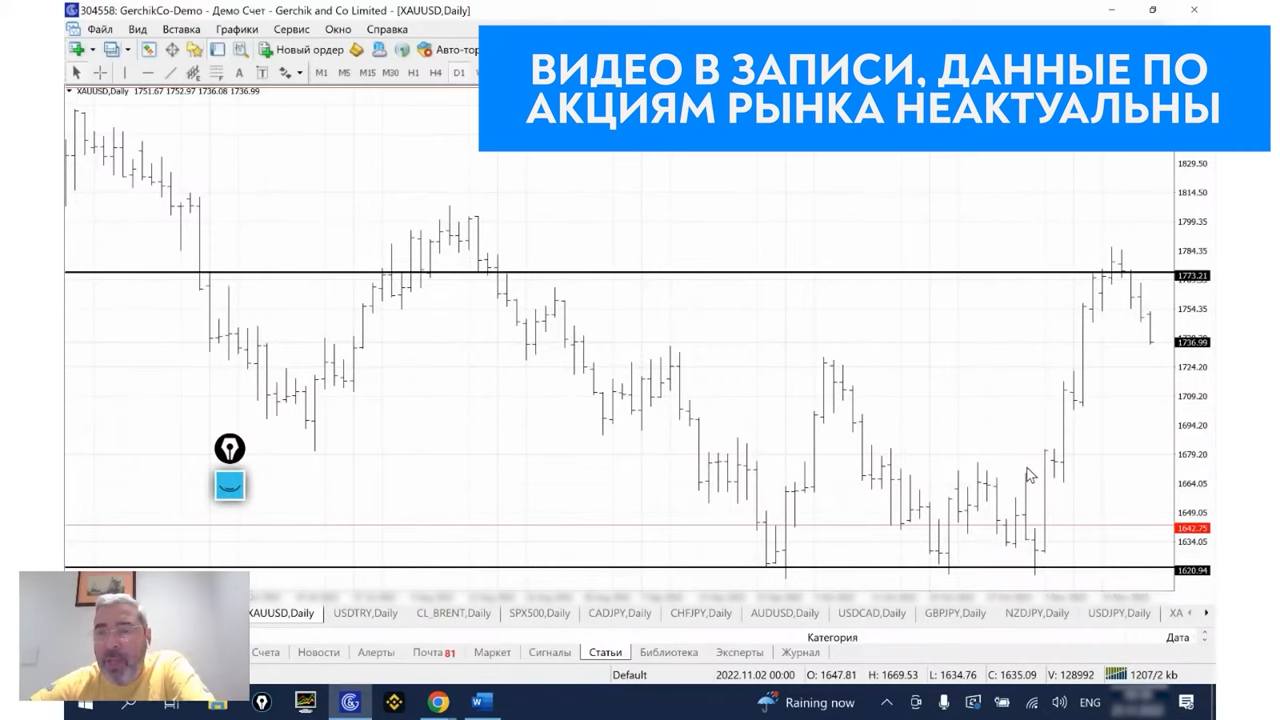 304558: GerchikCo-Demo - Демо Счет - Gerchik and Co Limited - [XAUUSD,Daily]
Файл Вид Вставка Графики Сервис Окно Справка
Новый ордер Авто-тор
M1 M5 M15 M30 H1 H4 D1
ВИДЕО В ЗАПИСИ, ДАННЫЕ ПО
АКЦИЯМ РЫНКА НЕАКТУАЛЬНЫ
XAUUSD,Daily 1751.67 1752.97 1736.08 1736.99
1829.50
1814.50
1799.35
1784.35
1773.21
1754.35
1736.99
1724.20
1709.20
1694.20
1679.20
1664.05
1649.05
1642.75
1634.05
1620.94
XAUUSD,Daily USDTRY,Daily CL_BRENT,Daily SPX500,Daily CADJPY,Daily CHFJPY,Daily AUDUSD,Daily USDCAD,Daily GBPJPY,Daily NZDJPY,Daily USDJPY,Daily XA
Категория Дата
Счета Новости Алерты Почта 81 Маркет Сигналы Статьи Библиотека Эксперты Журнал
Default 2022.11.02 00:00 O: 1647.81 H: 1669.53 L: 1634.76 C: 1635.09 V: 128992 1207/2 kb
Raining now ENG